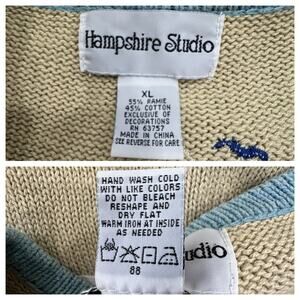 Hampshire Studio
XL
55% RAMIE
45% COTTON
EXCLUSIVE OF
DECORATIONS
RN 63757
MADE IN CHINA
SEE REVERSE FOR CARE
HAND WASH COLD
WITH LIKE COLORS
DO NOT BLEACH
RESHAPE AND
DRY FLAT
WARM IRON AT INSIDE
AS NEEDED
88
udio